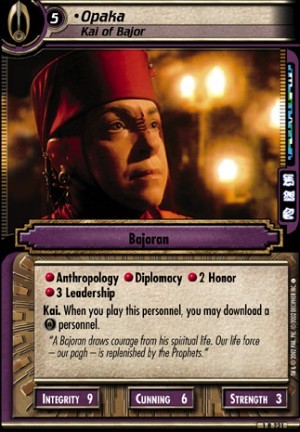 5 •Opaka
Kai of Bajor
Bajoran
Anthropology Diplomacy 2 Honor
3 Leadership
Kai. When you play this personnel, you may download a
personnel.
"A Bajoran draws courage from his spiritual life. Our life force
– our pagh – is replenished by the Prophets."
INTEGRITY 9 CUNNING 6 STRENGTH 3